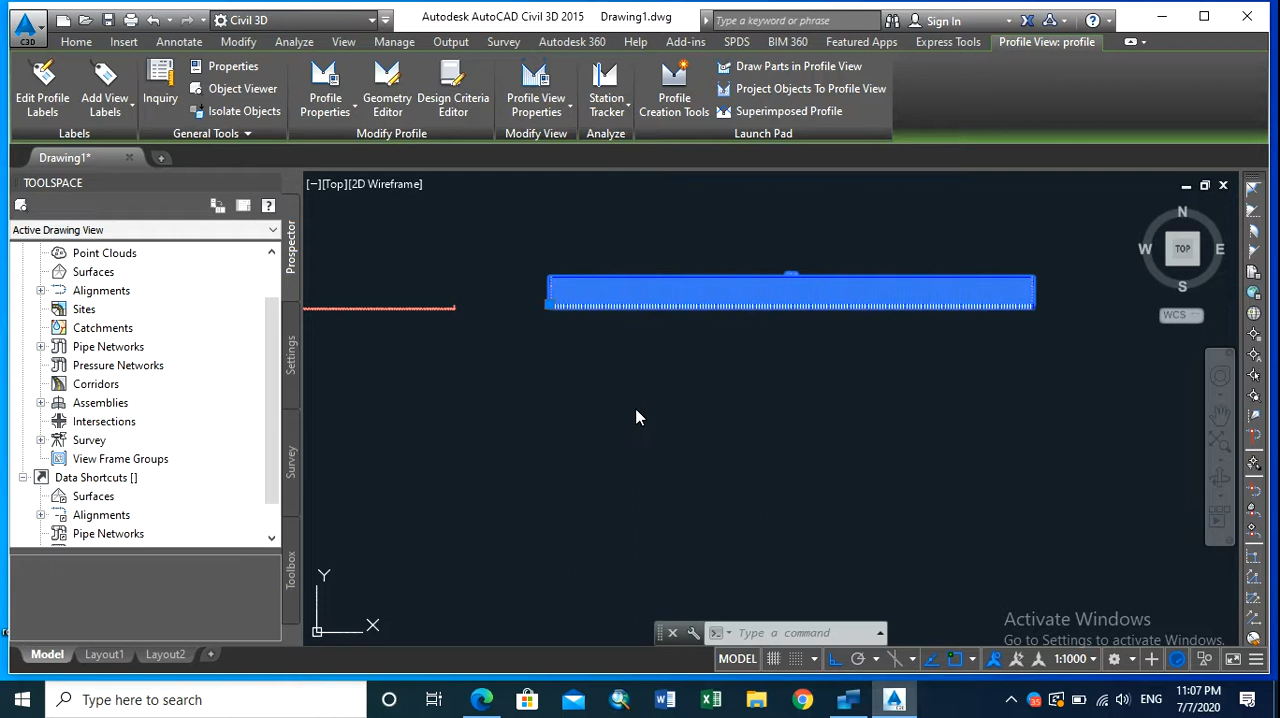 Civil 3D
Autodesk AutoCAD Civil 3D 2015 Drawing1.dwg
Type a keyword or phrase
Sign In
C3D
Home Insert Annotate Modify Analyze View Manage Output Survey Autodesk 360 Help Add-ins SPDS BIM 360 Featured Apps Express Tools Profile View: profile
Edit Profile Labels
Add View Labels
Labels
Inquiry
Properties
Object Viewer
Isolate Objects
General Tools
Profile Properties
Geometry Editor
Design Criteria Editor
Modify Profile
Profile View Properties
Modify View
Station Tracker
Analyze
Profile Creation Tools
Draw Parts in Profile View
Project Objects To Profile View
Superimposed Profile
Launch Pad
Drawing1*
TOOLSPACE
Active Drawing View
Point Clouds
Surfaces
Alignments
Sites
Catchments
Pipe Networks
Pressure Networks
Corridors
Assemblies
Intersections
Survey
View Frame Groups
Data Shortcuts []
Surfaces
Alignments
Pipe Networks
Prospector
Settings
Survey
Toolbox
[−][Top][2D Wireframe]
N
W TOP E
S
WCS
Y
X
Type a command
Activate Windows
Go to Settings to activate Windows.
Model Layout1 Layout2
MODEL 1:1000
Type here to search
ENG
11:07 PM
7/7/2020